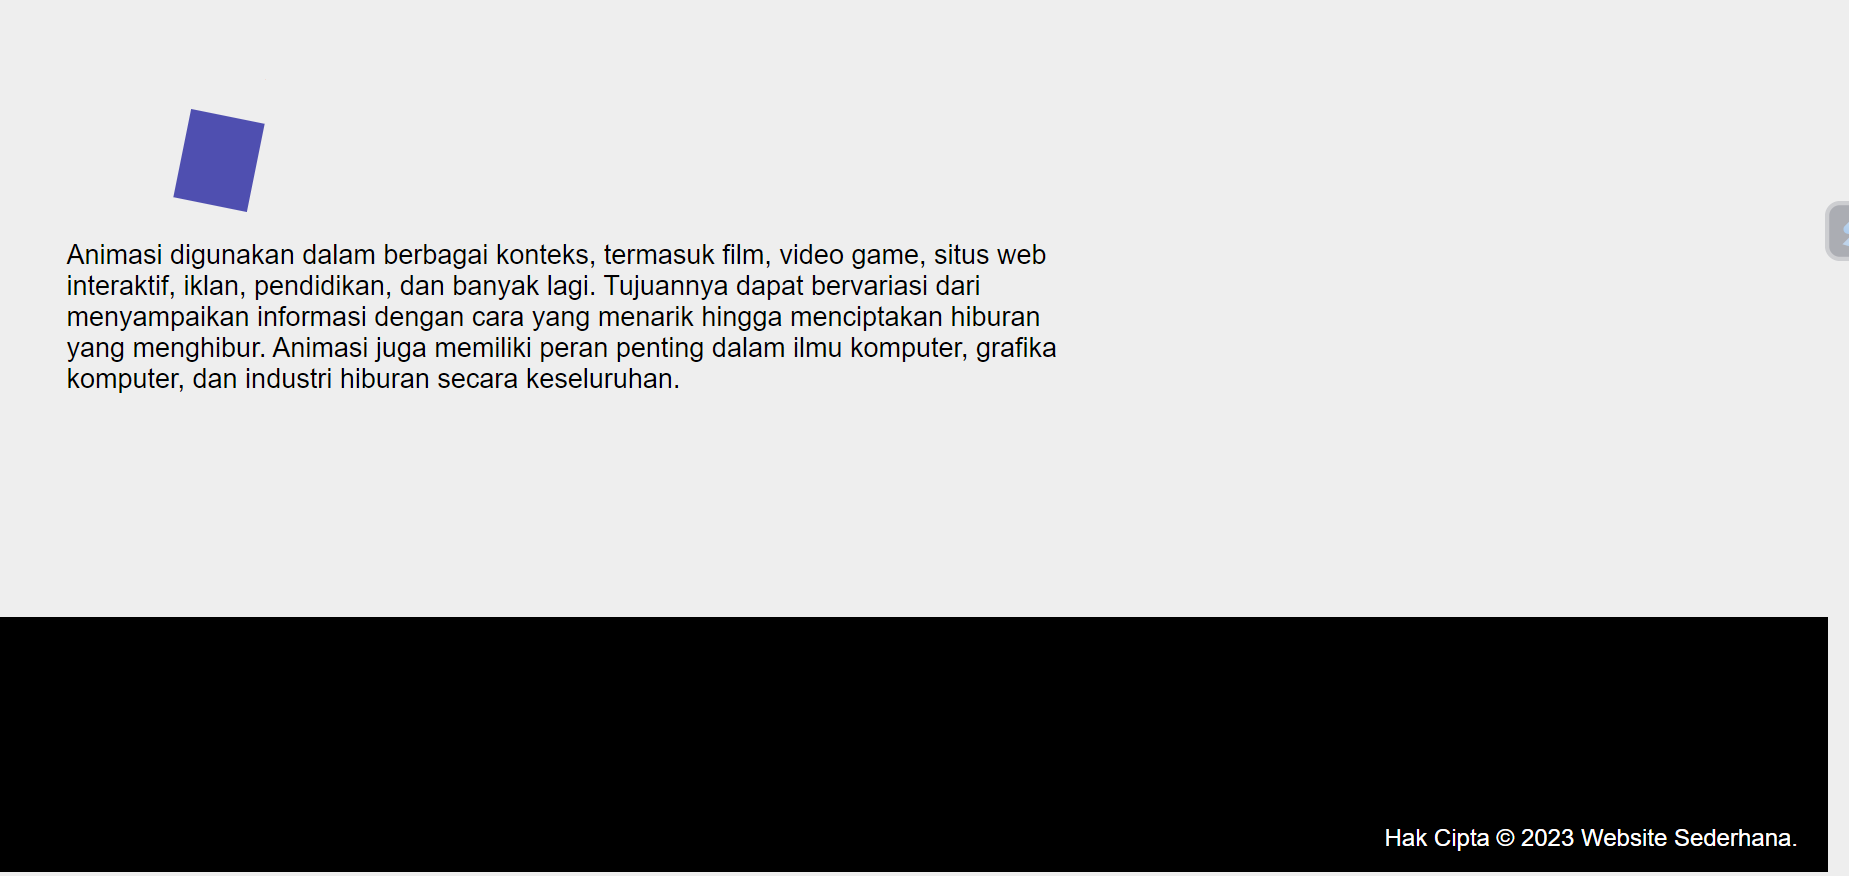 Animasi digunakan dalam berbagai konteks, termasuk film, video game, situs web
interaktif, iklan, pendidikan, dan banyak lagi. Tujuannya dapat bervariasi dari
menyampaikan informasi dengan cara yang menarik hingga menciptakan hiburan
yang menghibur. Animasi juga memiliki peran penting dalam ilmu komputer, grafika
komputer, dan industri hiburan secara keseluruhan.
Hak Cipta © 2023 Website Sederhana.